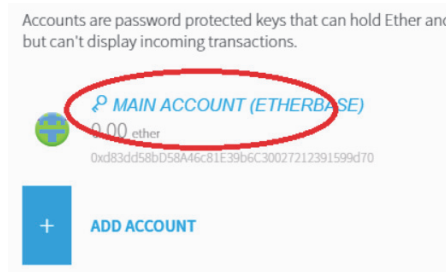 Accounts are password protected keys that can hold Ether and
but can't display incoming transactions.
MAIN ACCOUNT (ETHERBASE)
0.00 ether
0xd83dd58bD58A46c81E39b6C30027212391599d70
+
ADD ACCOUNT